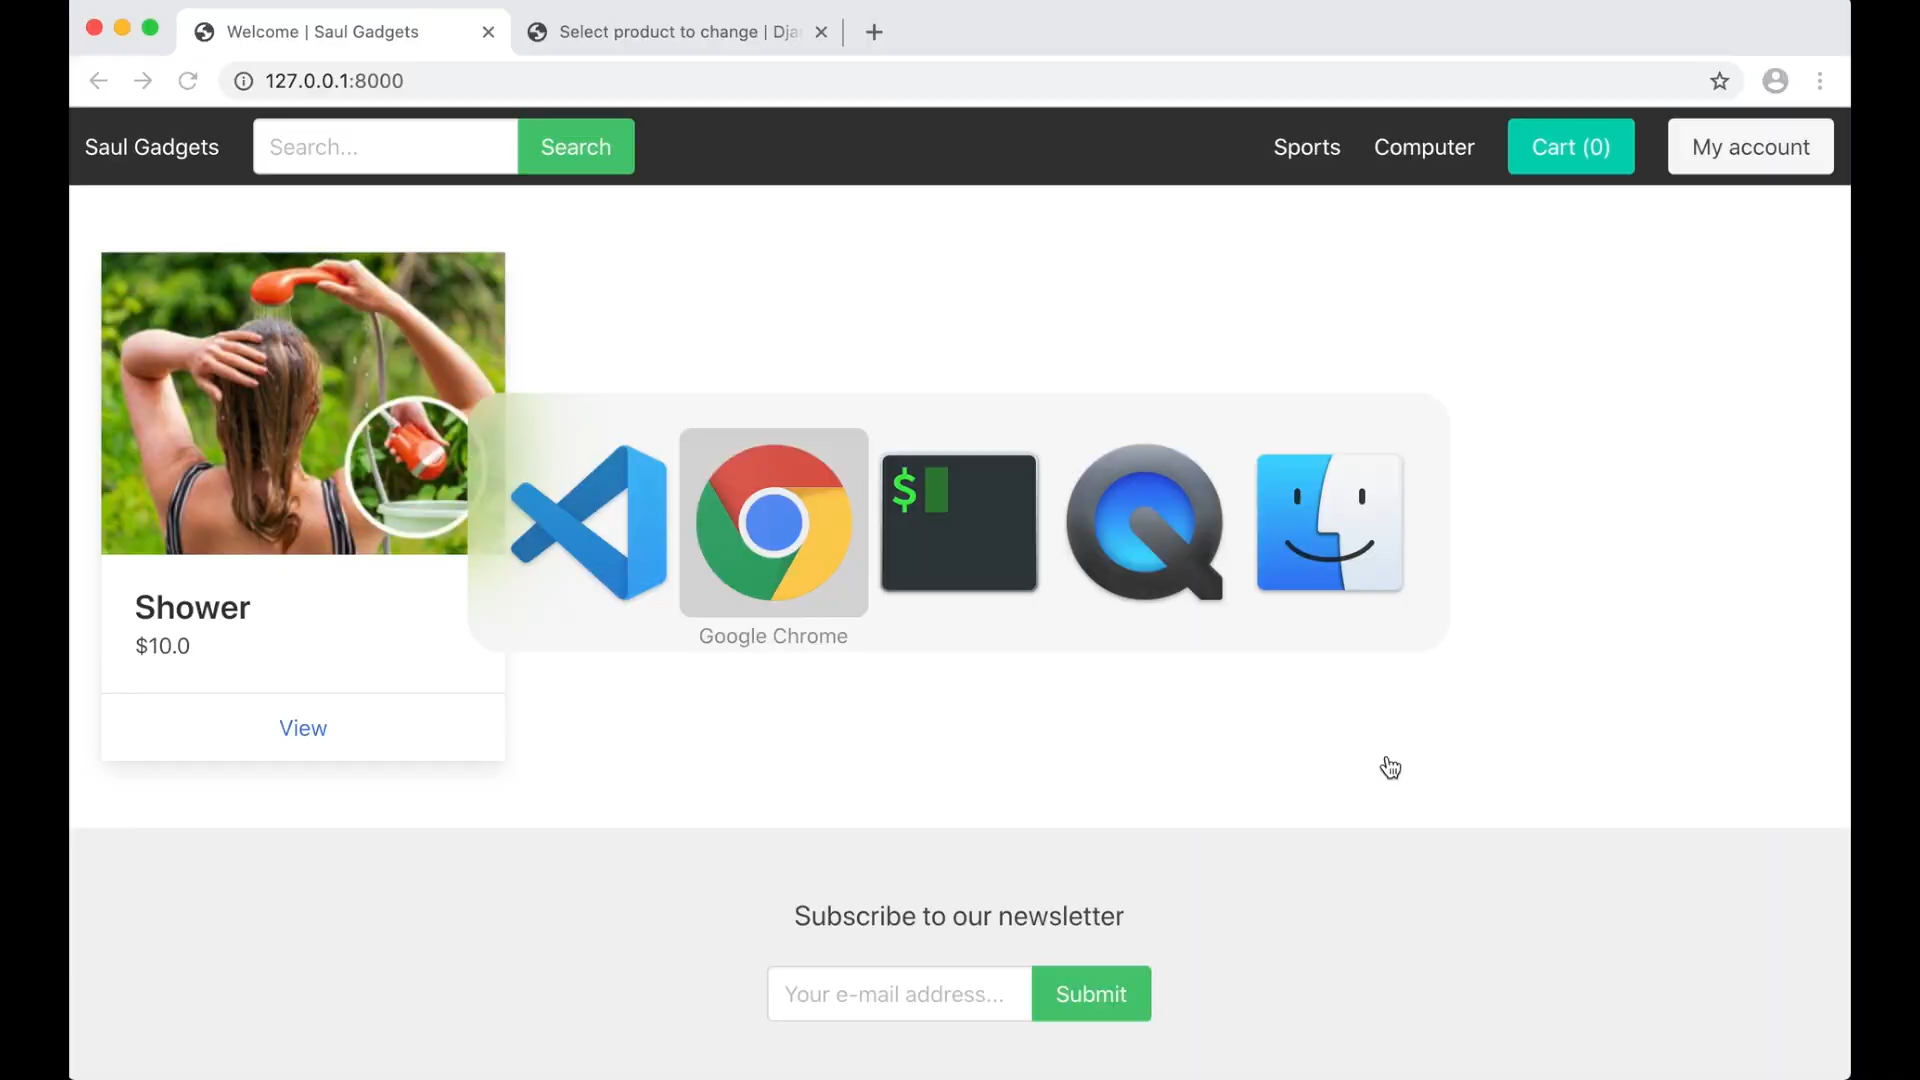 Welcome | Saul Gadgets
Select product to change | Dja
127.0.0.1:8000
Saul Gadgets
Search...
Search
Sports
Computer
Cart (0)
My account
$
Google Chrome
Shower
$10.0
View
Subscribe to our newsletter
Your e-mail address...
Submit